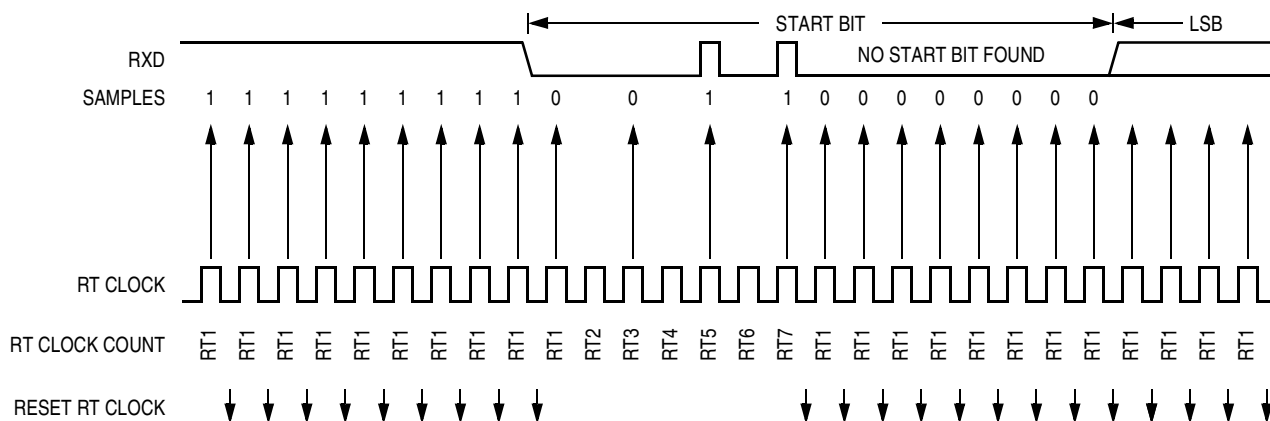 START BIT LSB
RXD NO START BIT FOUND
SAMPLES 1 1 1 1 1 1 1 1 1 0 0 1 1 0 0 0 0 0 0 0 0
RT CLOCK
RT CLOCK COUNT RT1 RT1 RT1 RT1 RT1 RT1 RT1 RT1 RT1 RT1 RT2 RT3 RT4 RT5 RT6 RT7 RT1 RT1 RT1 RT1 RT1 RT1 RT1 RT1 RT1 RT1 RT1 RT1
RESET RT CLOCK